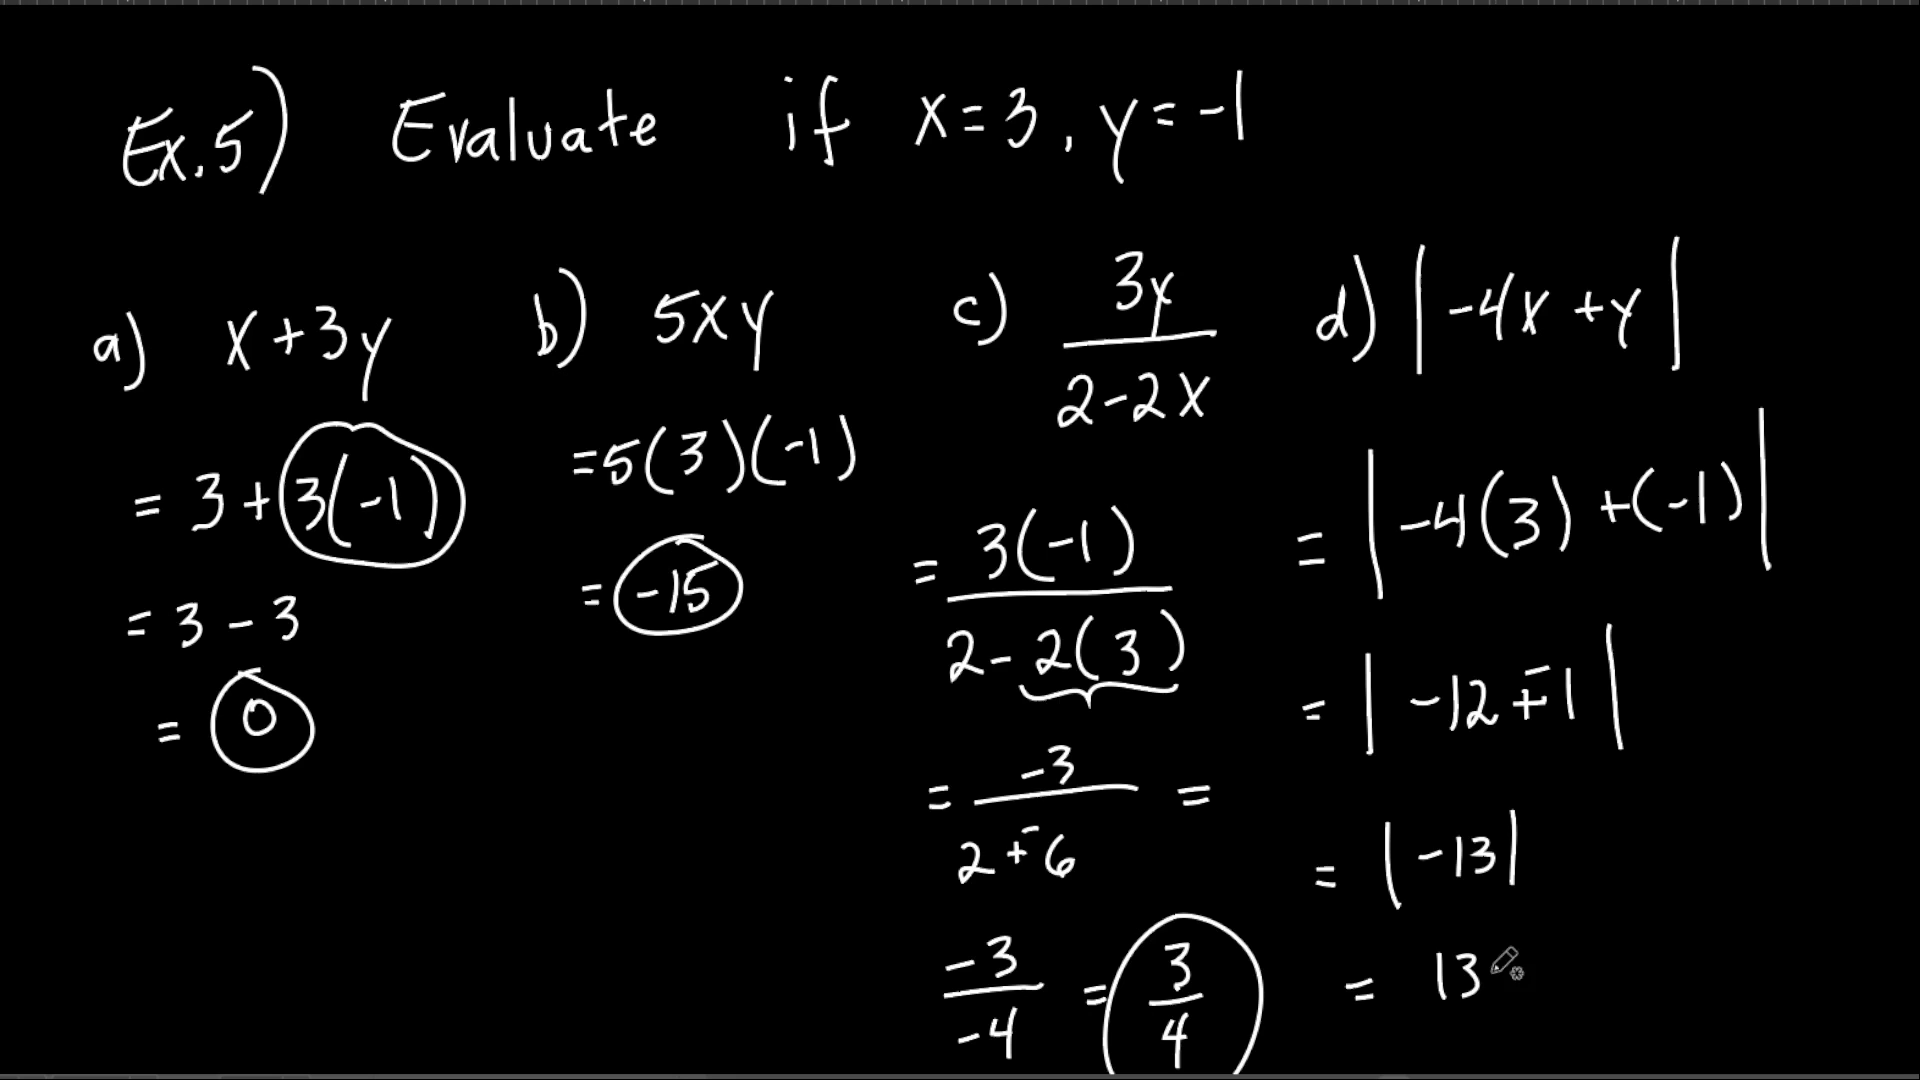 Ex.5) Evaluate if x=3, y=-1
a) x+3y
= 3+3(-1)
= 3-3
= 0
b) 5xy
=5(3)(-1)
= -15
c) 3y
2-2x
= 3(-1)
2-2(3)
= -3 =
2+-6
-3 = 3
-4 4
d) |-4x+y|
= |-4(3)+(-1)|
= |-12+-1|
= |-13|
= 13